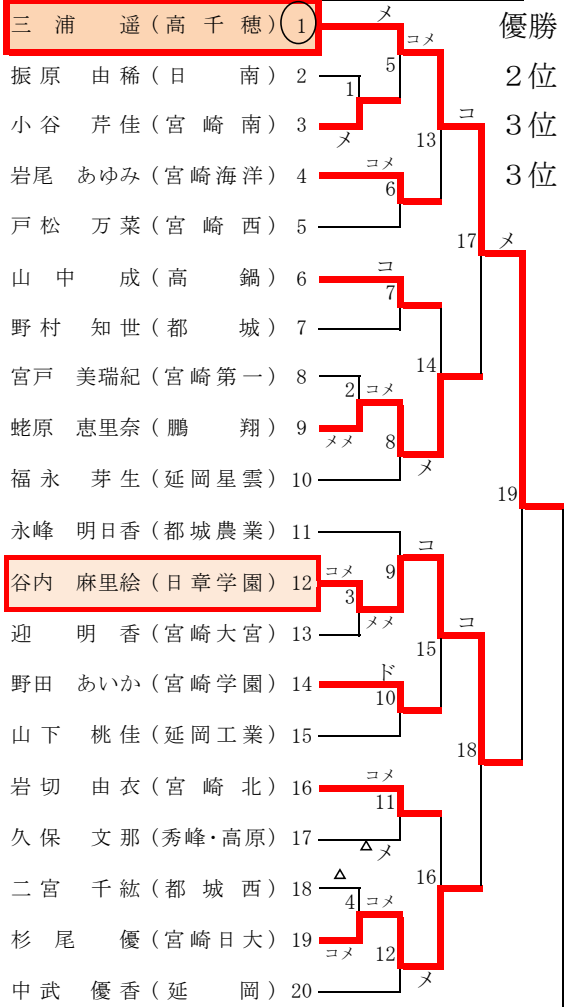 三浦 遥(高千穂) 1 メ 優勝
コメ
振原 由稀(日 南) 2 1 5 2位
小谷 芹佳(宮崎南) 3 メ 13 コ 3位
岩尾 あゆみ(宮崎海洋) 4 コメ 6 3位
戸松 万菜(宮崎西) 5 17 メ
山中 成(高 鍋) 6 コ 7
野村 知世(都 城) 7 14
宮戸 美瑞紀(宮崎第一) 8 2 コメ
蛯原 恵里奈(鵬 翔) 9 メメ 8 メ
福永 芽生(延岡星雲) 10 19
永峰 明日香(都城農業) 11 コ
谷内 麻里絵(日章学園) 12 コメ 3 9 メメ コ
迎 明香(宮崎大宮) 13 15
野田 あいか(宮崎学園) 14 ド 10
山下 桃佳(延岡工業) 15 18
岩切 由衣(宮崎北) 16 コメ 11
久保 文那(秀峰・高原) 17 △ メ
二宮 千紘(都城西) 18 △ 4 コメ 16
杉尾 優(宮崎日大) 19 コメ 12 メ
中武 優香(延 岡) 20